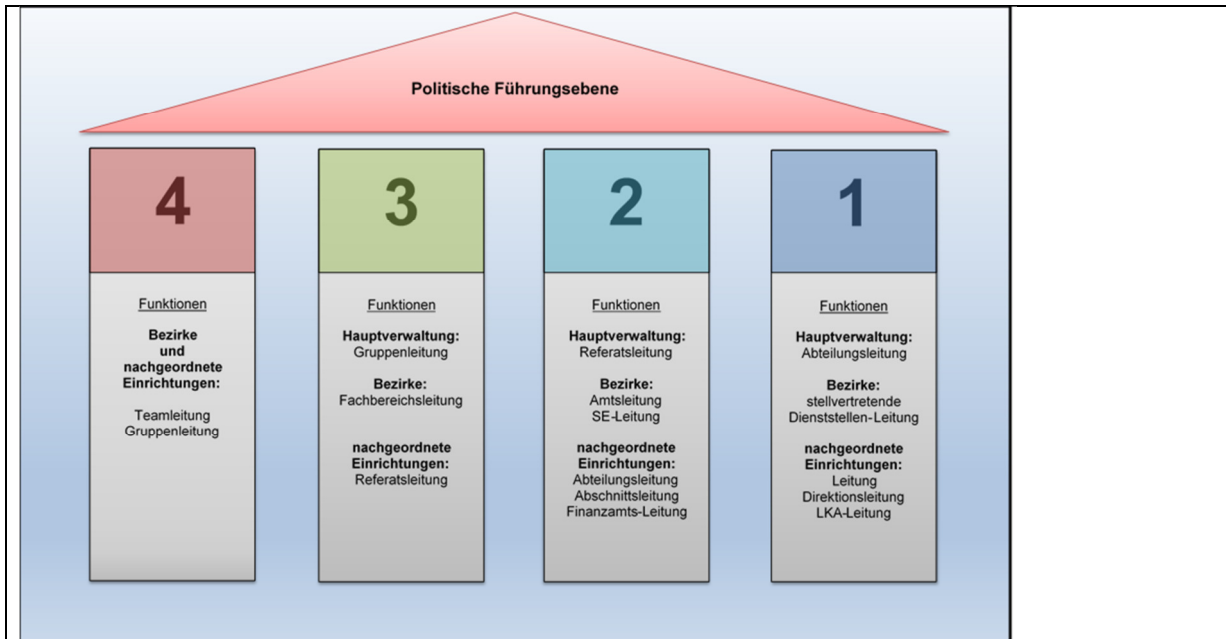 Politische Führungsebene
4
Funktionen
Bezirke
und
nachgeordnete
Einrichtungen:
Teamleitung
Gruppenleitung
3
Funktionen
Hauptverwaltung:
Gruppenleitung
Bezirke:
Fachbereichsleitung
nachgeordnete
Einrichtungen:
Referatsleitung
2
Funktionen
Hauptverwaltung:
Referatsleitung
Bezirke:
Amtsleitung
SE-Leitung
nachgeordnete
Einrichtungen:
Abteilungsleitung
Abschnittsleitung
Finanzamts-Leitung
1
Funktionen
Hauptverwaltung:
Abteilungsleitung
Bezirke:
stellvertretende
Dienststellen-Leitung
nachgeordnete
Einrichtungen:
Leitung
Direktionsleitung
LKA-Leitung